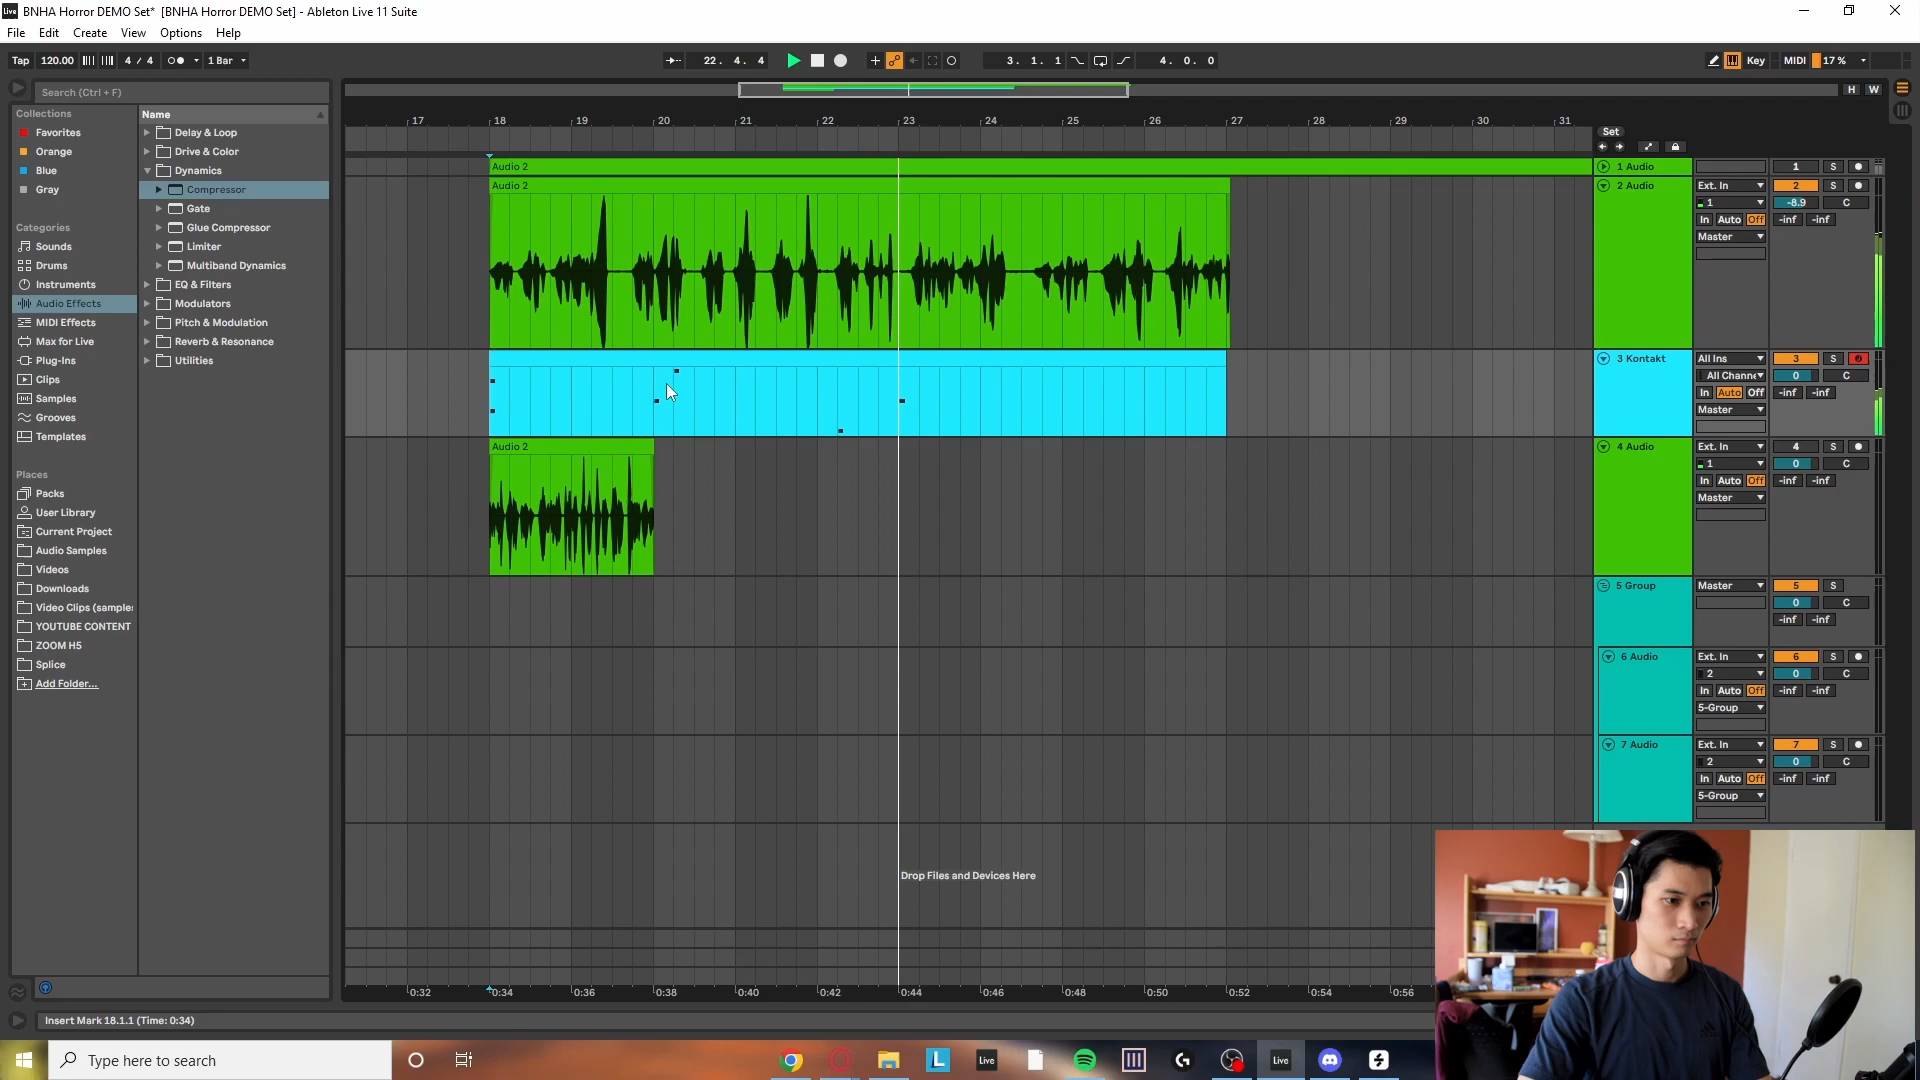 BNHA Horror DEMO Set* [BNHA Horror DEMO Set] - Ableton Live 11 Suite
File Edit Create View Options Help
Tap 120.00 4 / 4 1 Bar 22. 4. 4 3. 1. 1 4. 0. 0 Key MIDI 17 %
Search (Ctrl + F)
H W
Collections
Favorites
Orange
Blue
Gray
Categories
Sounds
Drums
Instruments
Audio Effects
MIDI Effects
Max for Live
Plug-Ins
Clips
Samples
Grooves
Templates
Places
Packs
User Library
Current Project
Audio Samples
Videos
Downloads
Video Clips (sample
YOUTUBE CONTENT
ZOOM H5
Splice
Add Folder...
Name
Delay & Loop
Drive & Color
Dynamics
Compressor
Gate
Glue Compressor
Limiter
Multiband Dynamics
EQ & Filters
Modulators
Pitch & Modulation
Reverb & Resonance
Utilities
17 18 19 20 21 22 23 24 25 26 27 28 29 30 31
Set
Audio 2
1 Audio 1 S
Audio 2
2 Audio Ext. In 2 S
1 -8.9 C
In Auto Off -inf -inf
Master
3 Kontakt All Ins 3 S
All Channe 0 C
In Auto Off -inf -inf
Master
Audio 2
4 Audio Ext. In 4 S
1 0 C
In Auto Off -inf -inf
Master
5 Group Master 5 S
0 C
-inf -inf
6 Audio Ext. In 6 S
2 0 C
In Auto Off -inf -inf
5-Group
7 Audio Ext. In 7 S
2 0 C
In Auto Off -inf -inf
5-Group
Drop Files and Devices Here
0:32 0:34 0:36 0:38 0:40 0:42 0:44 0:46 0:48 0:50 0:52 0:54 0:56
Insert Mark 18.1.1 (Time: 0:34)
Type here to search
L Live Live